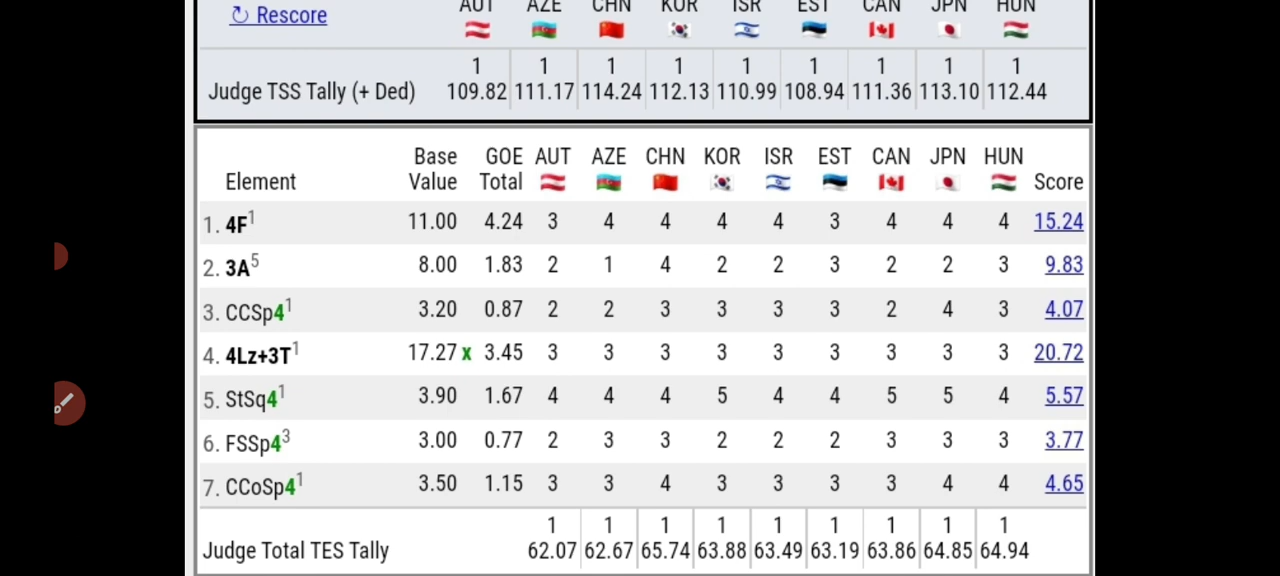 ↻ Rescore
AUT AZE CHN KOR ISR EST CAN JPN HUN
1 1 1 1 1 1 1 1 1
Judge TSS Tally (+ Ded) 109.82 111.17 114.24 112.13 110.99 108.94 111.36 113.10 112.44
Base GOE AUT AZE CHN KOR ISR EST CAN JPN HUN
Element Value Total Score
1. 4F1 11.00 4.24 3 4 4 4 4 3 4 4 4 15.24
2. 3A5 8.00 1.83 2 1 4 2 2 3 2 2 3 9.83
3. CCSp41 3.20 0.87 2 2 3 3 3 3 2 4 3 4.07
4. 4Lz+3T1 17.27 x 3.45 3 3 3 3 3 3 3 3 3 20.72
5. StSq41 3.90 1.67 4 4 4 5 4 4 5 5 4 5.57
6. FSSp43 3.00 0.77 2 3 3 2 2 2 3 3 3 3.77
7. CCoSp41 3.50 1.15 3 3 4 3 3 3 3 4 4 4.65
1 1 1 1 1 1 1 1 1
Judge Total TES Tally 62.07 62.67 65.74 63.88 63.49 63.19 63.86 64.85 64.94